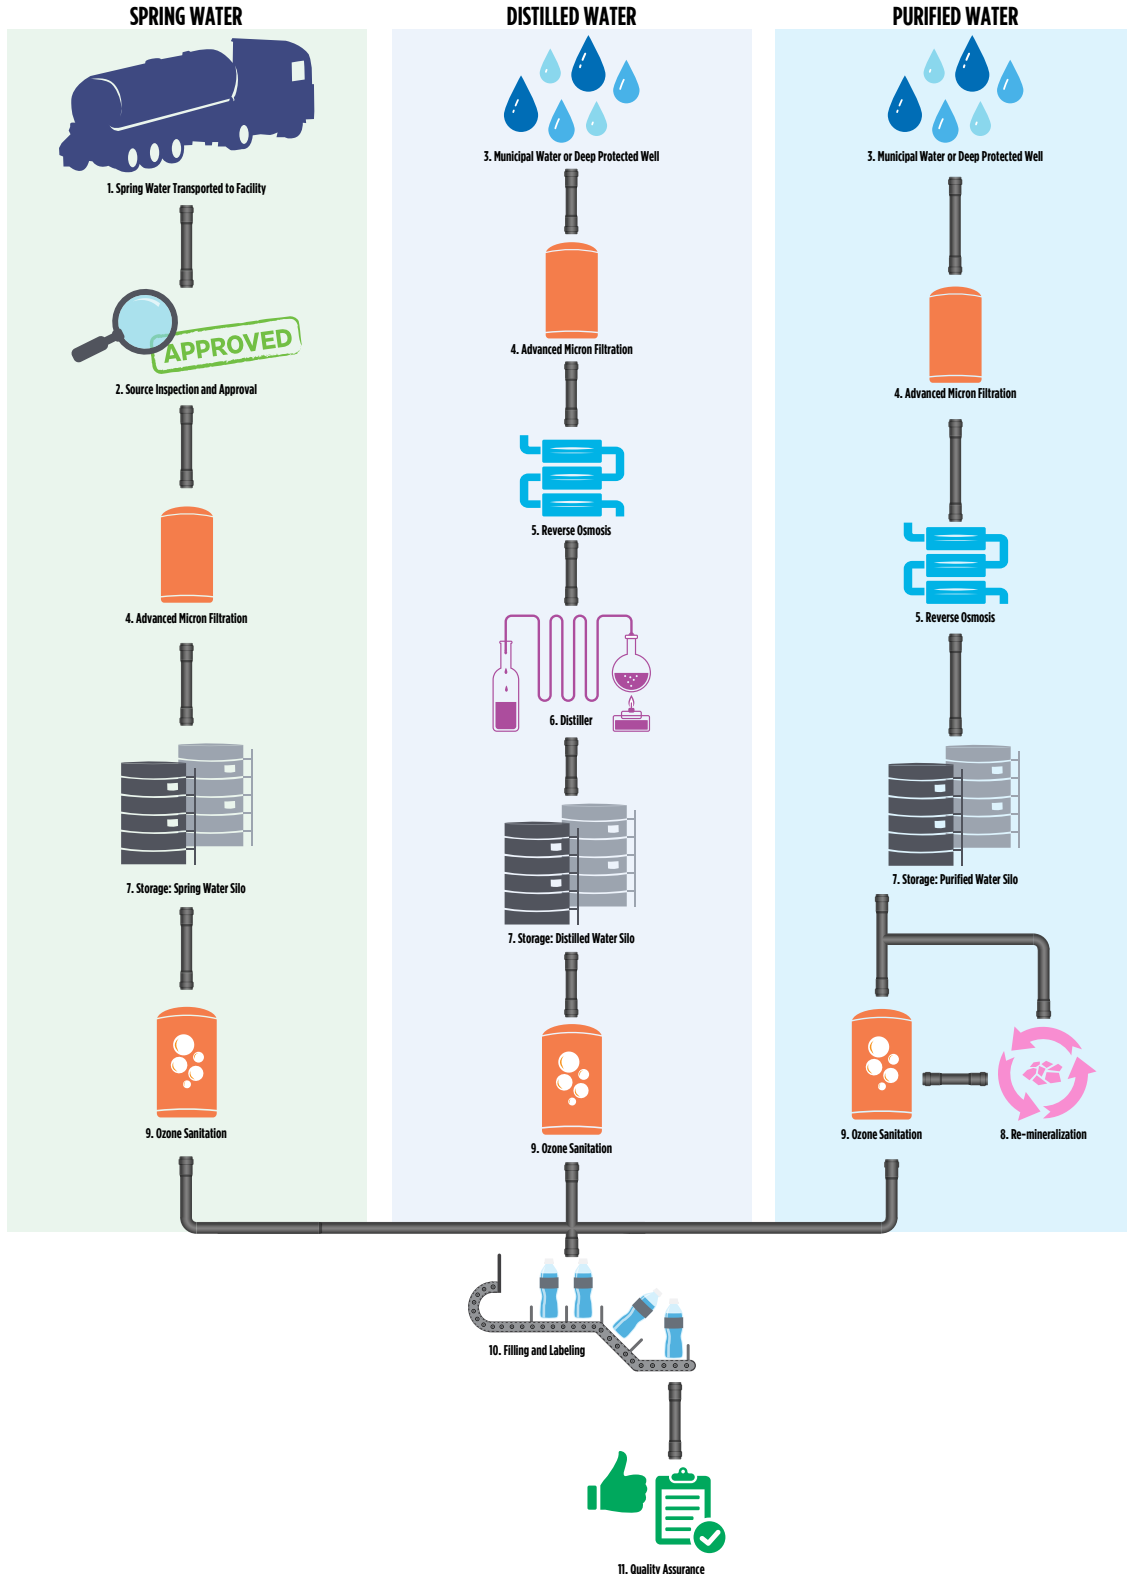 SPRING WATER
1. Spring Water Transported to Facility
APPROVED
2. Source Inspection and Approval
4. Advanced Micron Filtration
7. Storage: Spring Water Silo
9. Ozone Sanitation
DISTILLED WATER
3. Municipal Water or Deep Protected Well
4. Advanced Micron Filtration
5. Reverse Osmosis
6. Distiller
7. Storage: Distilled Water Silo
9. Ozone Sanitation
PURIFIED WATER
3. Municipal Water or Deep Protected Well
4. Advanced Micron Filtration
5. Reverse Osmosis
7. Storage: Purified Water Silo
9. Ozone Sanitation
8. Re-mineralization
10. Filling and Labeling
11. Quality Assurance